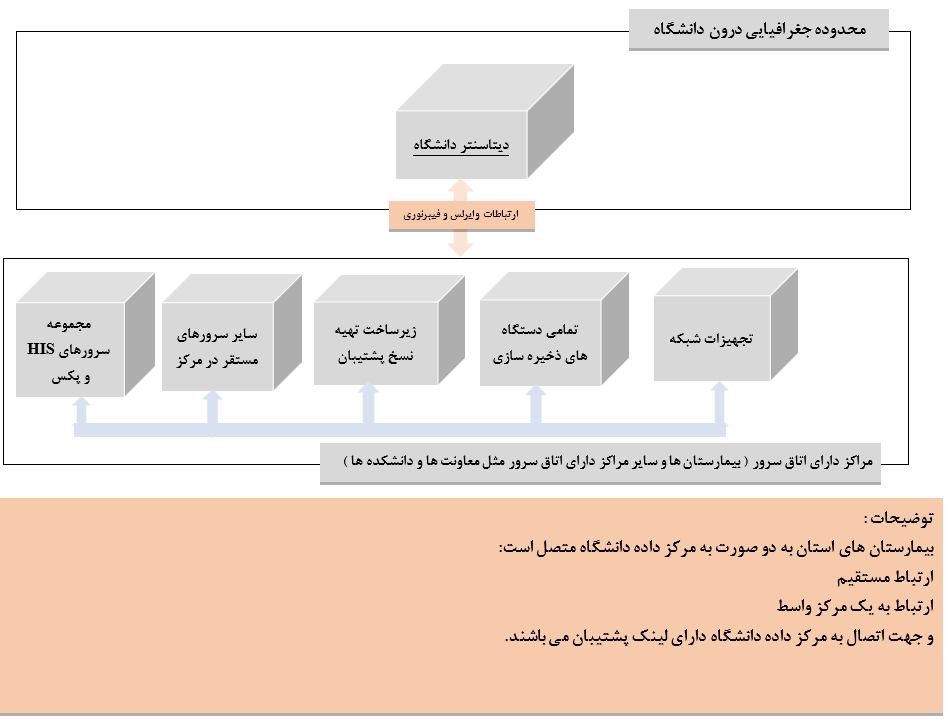 محدوده جغرافیایی درون دانشگاه
دیتاسنتر دانشگاه
ارتباطات وایرلس و فیبرنوری
تجهیزات شبکه
تمامی دستگاه
های ذخیره سازی
زیرساخت تهیه
نسخ پشتیبان
سایر سرورهای
مستقر در مرکز
مجموعه
سرورهای HIS
و پکس
مراکز دارای اتاق سرور ( بیمارستان ها و سایر مراکز دارای اتاق سرور مثل معاونت ها و دانشکده ها )
توضیحات :
بیمارستان های استان به دو صورت به مرکز داده دانشگاه متصل است:
ارتباط مستقیم
ارتباط به یک مرکز واسط
و جهت اتصال به مرکز داده دانشگاه دارای لینک پشتیبان می باشند.